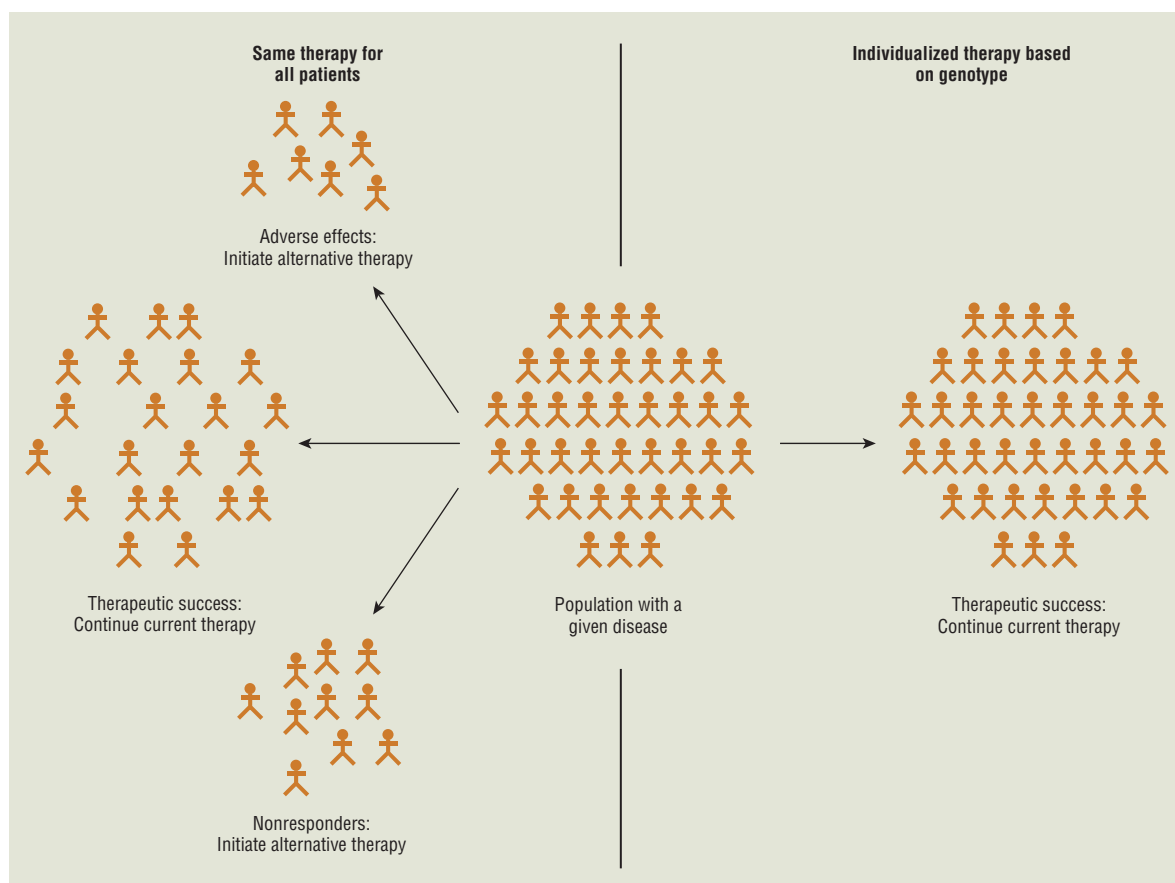 Same therapy for
all patients
Individualized therapy based
on genotype
Adverse effects:
Initiate alternative therapy
Therapeutic success:
Continue current therapy
Population with a
given disease
Therapeutic success:
Continue current therapy
Nonresponders:
Initiate alternative therapy